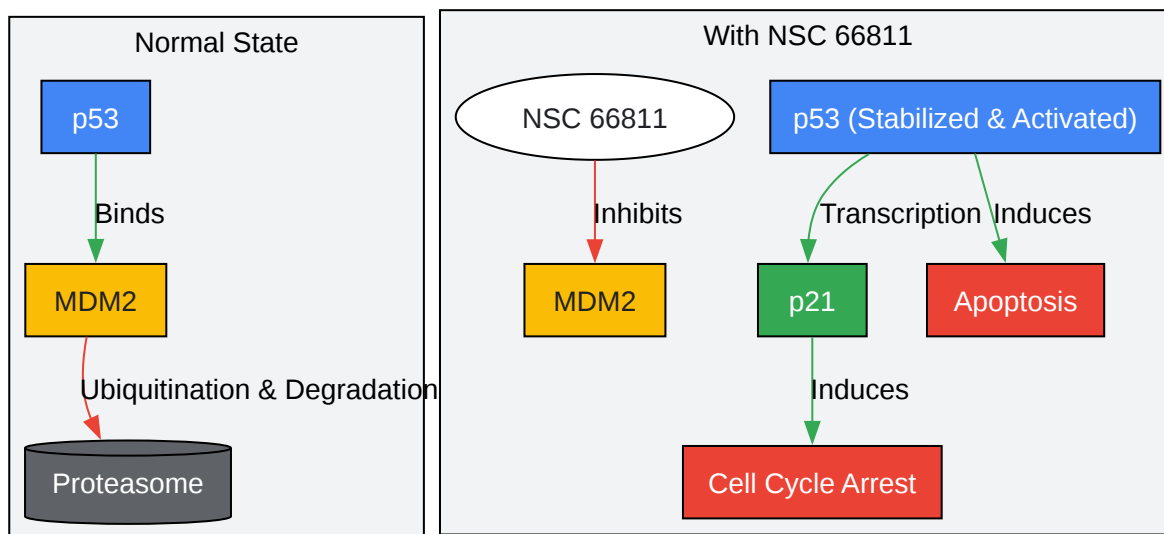 Normal State
p53
Binds
MDM2
Ubiquitination & Degradation
Proteasome
With NSC 66811
NSC 66811
p53 (Stabilized & Activated)
Inhibits
Transcription
Induces
MDM2
p21
Apoptosis
Induces
Cell Cycle Arrest